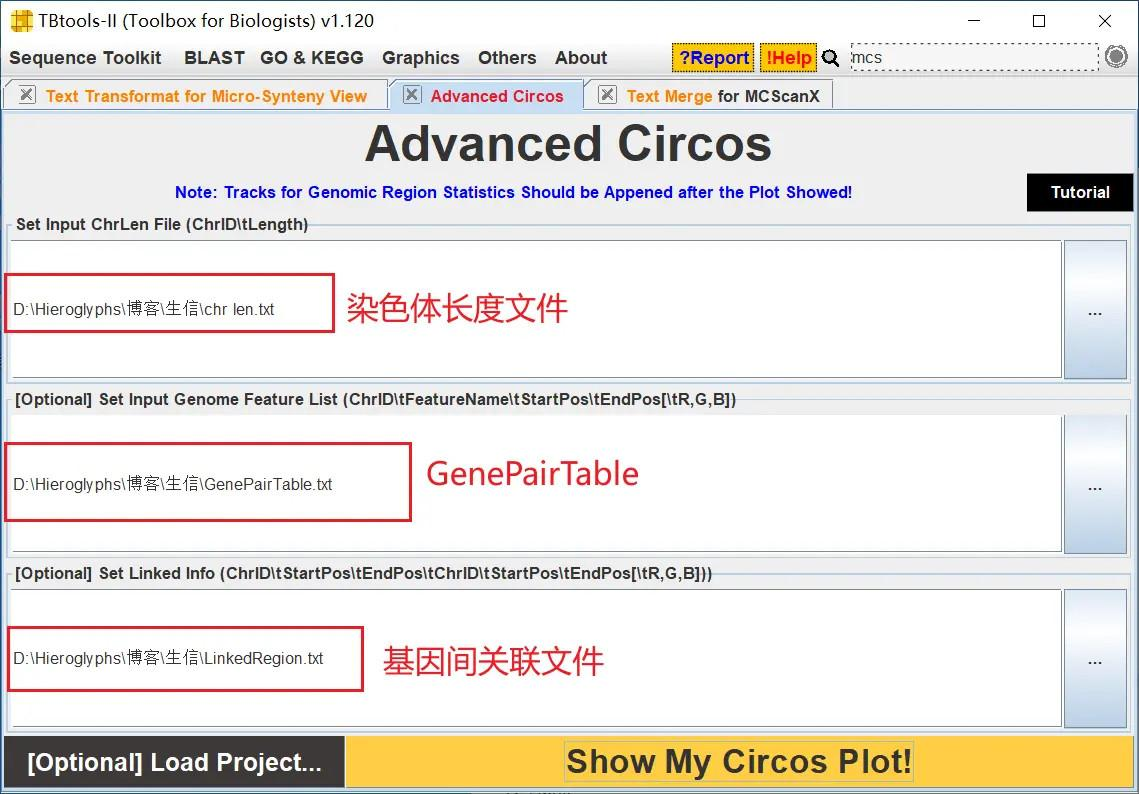 TBtools-II (Toolbox for Biologists) v1.120
Sequence Toolkit BLAST GO & KEGG Graphics Others About ?Report !Help mcs
Text Transformat for Micro-Synteny View Advanced Circos Text Merge for MCScanX
Advanced Circos
Note: Tracks for Genomic Region Statistics Should be Appened after the Plot Showed!
Tutorial
Set Input ChrLen File (ChrID\tLength)
D:\Hieroglyphs\博客\生信\chr len.txt 染色体长度文件
...
[Optional] Set Input Genome Feature List (ChrID\tFeatureName\tStartPos\tEndPos[\tR,G,B])
D:\Hieroglyphs\博客\生信\GenePairTable.txt GenePairTable
...
[Optional] Set Linked Info (ChrID\tStartPos\tEndPos\tChrID\tStartPos\tEndPos[\tR,G,B]))
D:\Hieroglyphs\博客\生信\LinkedRegion.txt 基因间关联文件
...
[Optional] Load Project... Show My Circos Plot!